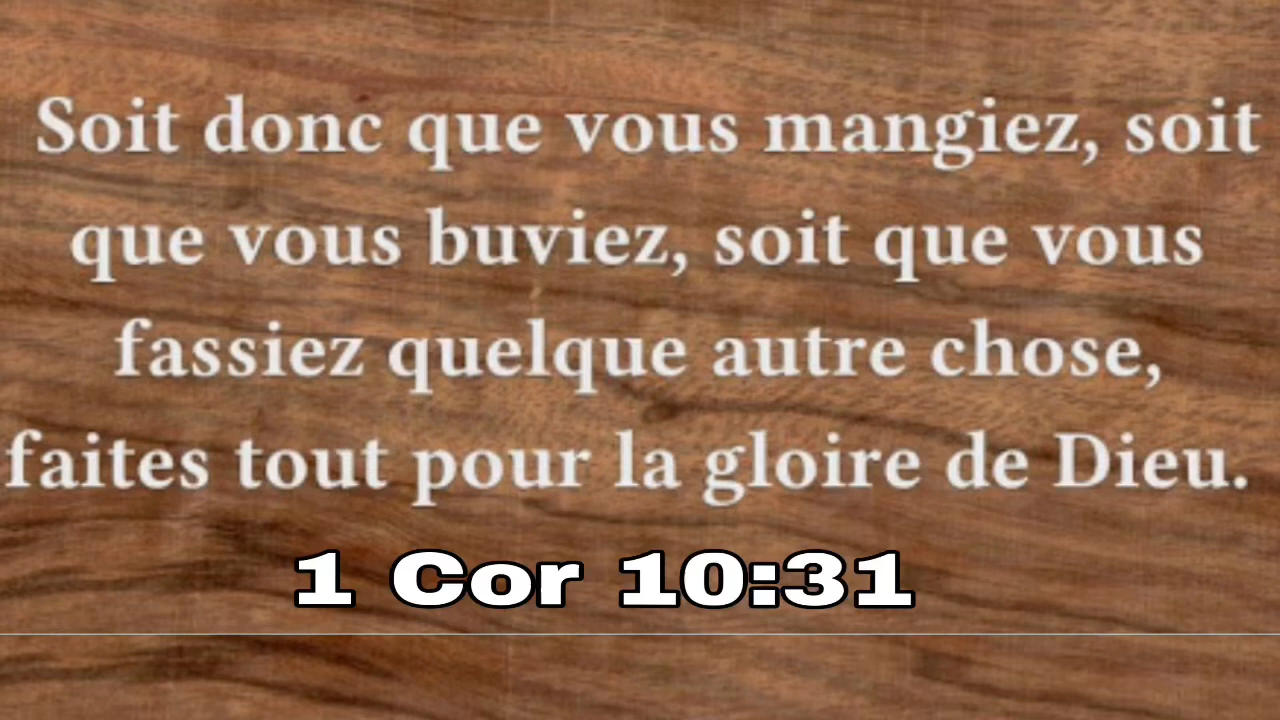 Soit donc que vous mangiez, soit
que vous buviez, soit que vous
fassiez quelque autre chose,
faites tout pour la gloire de Dieu.
1 Cor 10:31